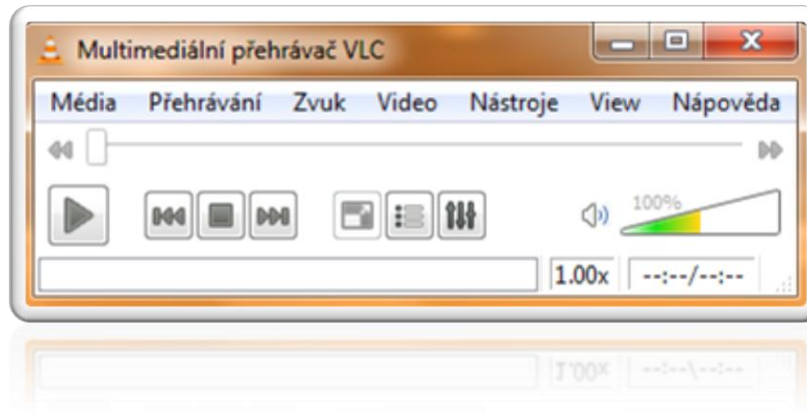 Multimediální přehrávač VLC
Média Přehrávání Zvuk Video Nástroje View Nápověda
100%
1.00x --:--/--:--